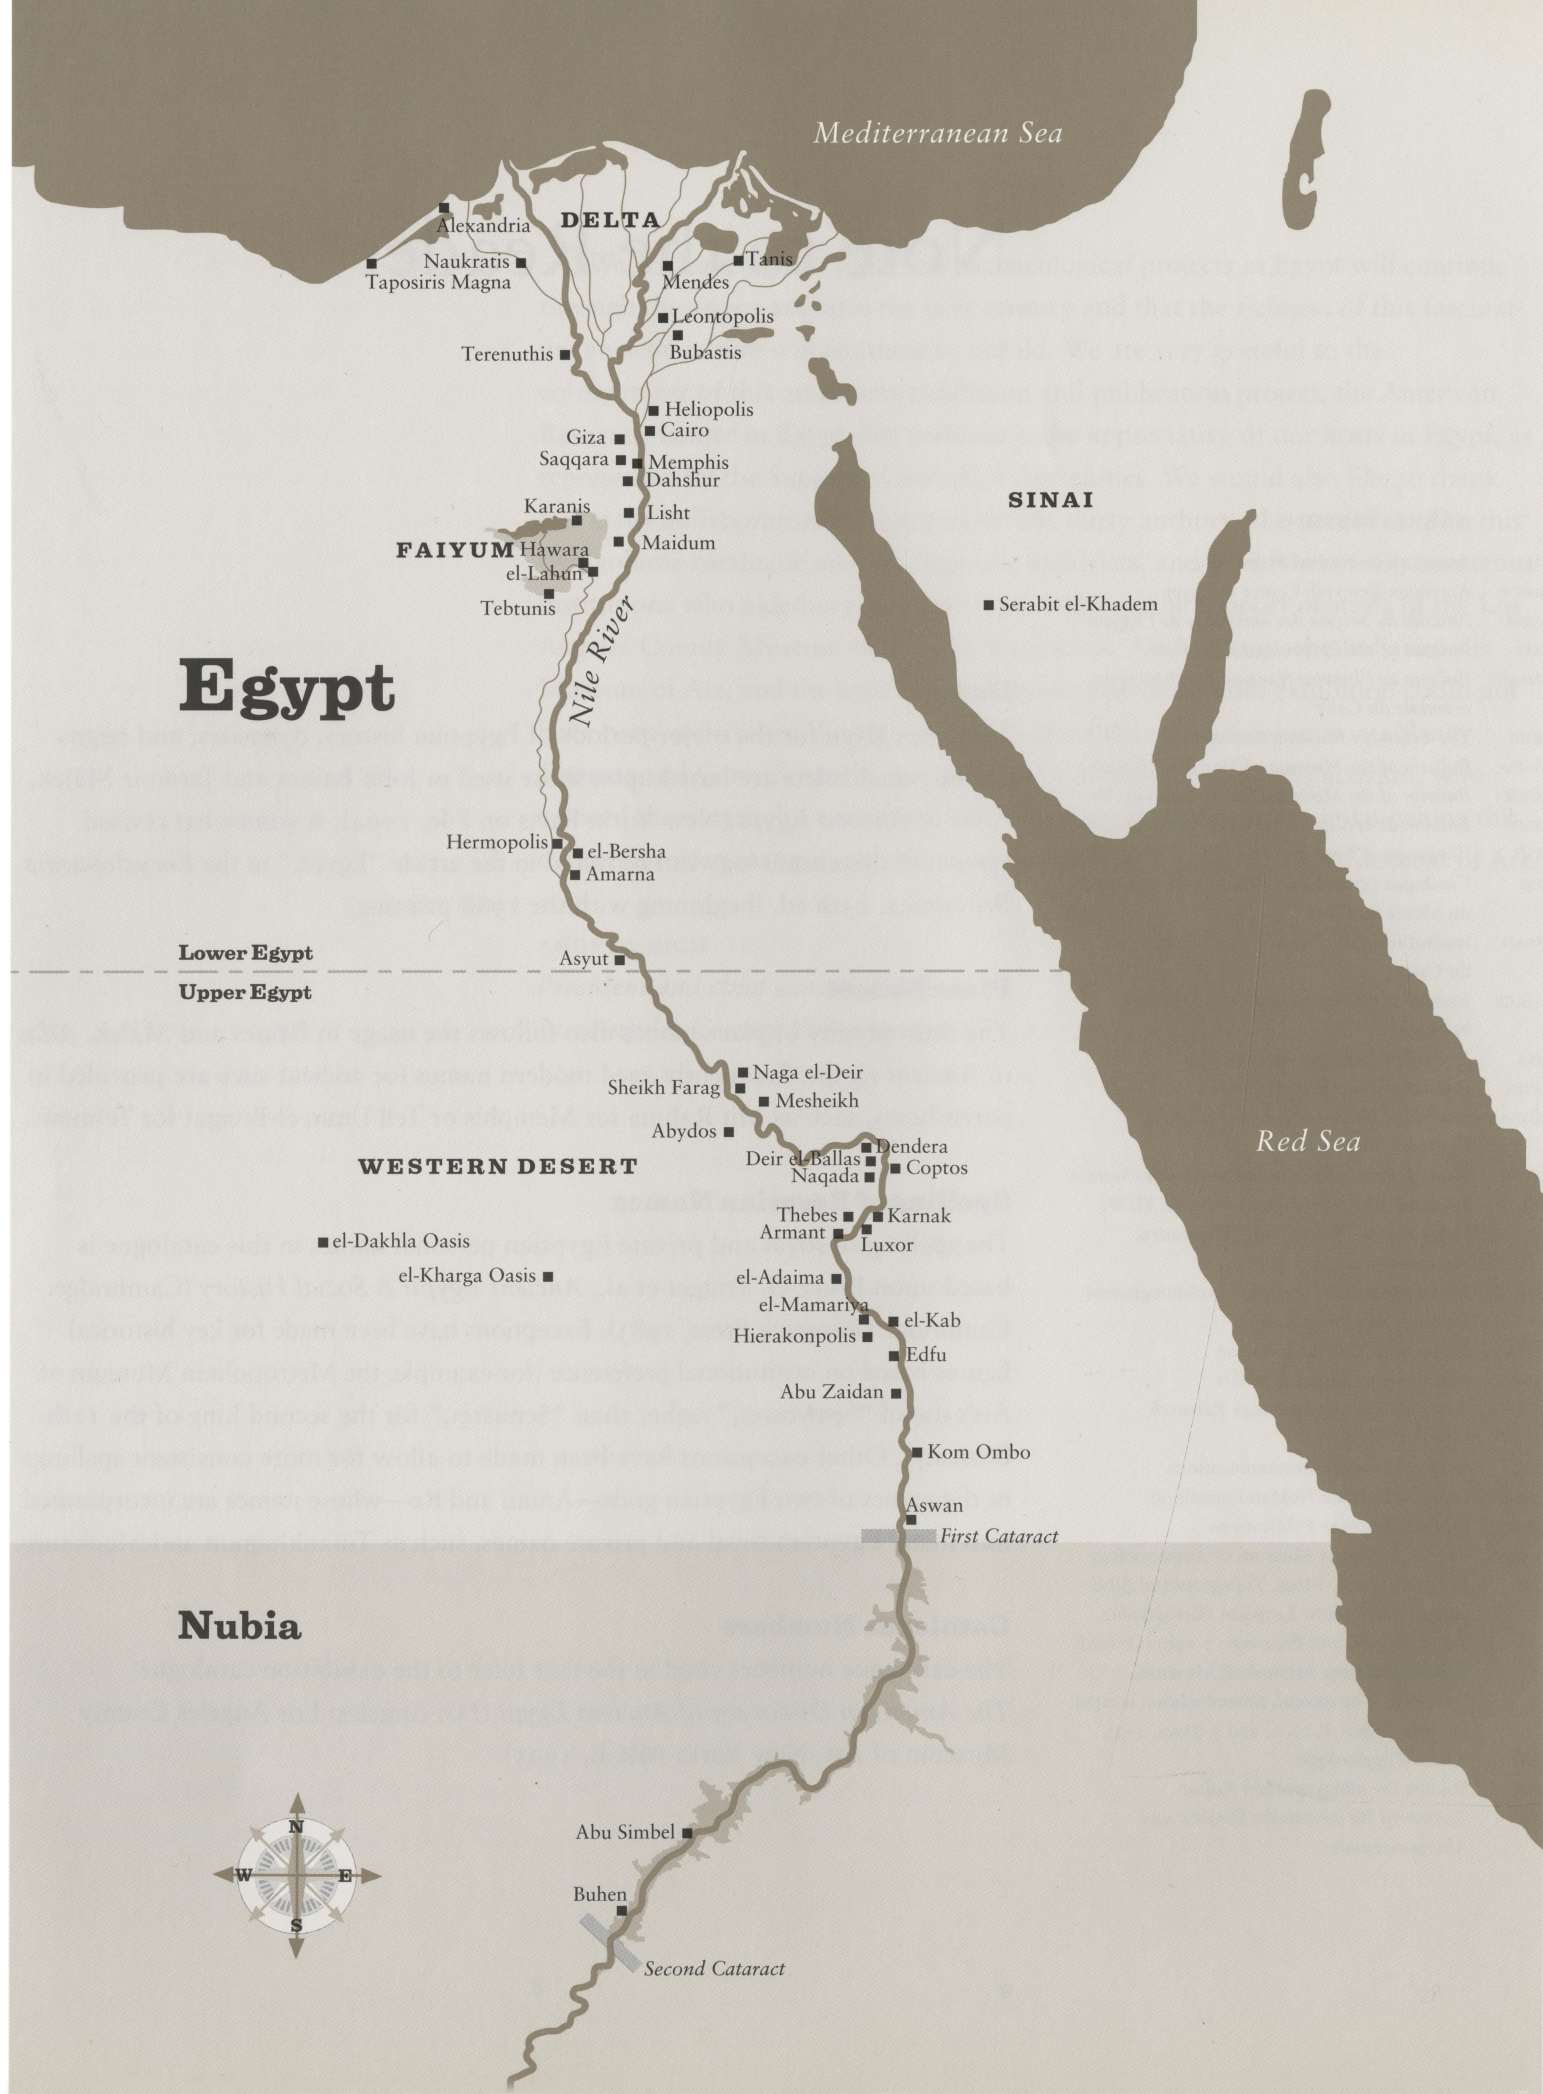 Mediterranean Sea
DELTA
Alexandria
Naukratis
Taposiris Magna
Tanis
Mendes
Leontopolis
Bubastis
Terenuthis
Heliopolis
Cairo
Giza
Saqqara
Memphis
Dahshur
Karanis
Lisht
FAIYUM
Hawara
Maidum
el-Lahun
Tebtunis
SINAI
Serabit el-Khadem
Nile River
Egypt
Hermopolis
el-Bersha
Amarna
Lower Egypt
Asyut
Upper Egypt
Naga el-Deir
Sheikh Farag
Mesheikh
Abydos
Red Sea
WESTERN DESERT
Dendera
Deir el-Ballas
Coptos
Naqada
Thebes
Karnak
Armant
Luxor
el-Dakhla Oasis
el-Kharga Oasis
el-Adaima
el-Mamariya
el-Kab
Hierakonpolis
Edfu
Abu Zaidan
Kom Ombo
Aswan
First Cataract
Nubia
N
W
E
S
Abu Simbel
Buhen
Second Cataract